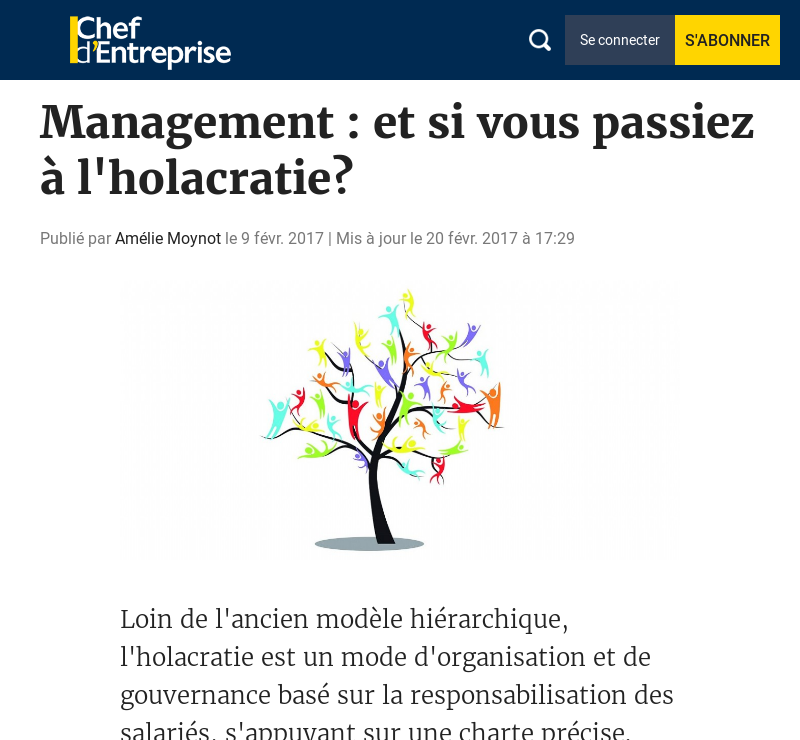 Chef
d'Entreprise
Se connecter
S'ABONNER
Management : et si vous passiez
à l'holacratie?
Publié par Amélie Moynot le 9 févr. 2017 | Mis à jour le 20 févr. 2017 à 17:29
Loin de l'ancien modèle hiérarchique,
l'holacratie est un mode d'organisation et de
gouvernance basé sur la responsabilisation des
salariés, s'appuyant sur une charte précise.